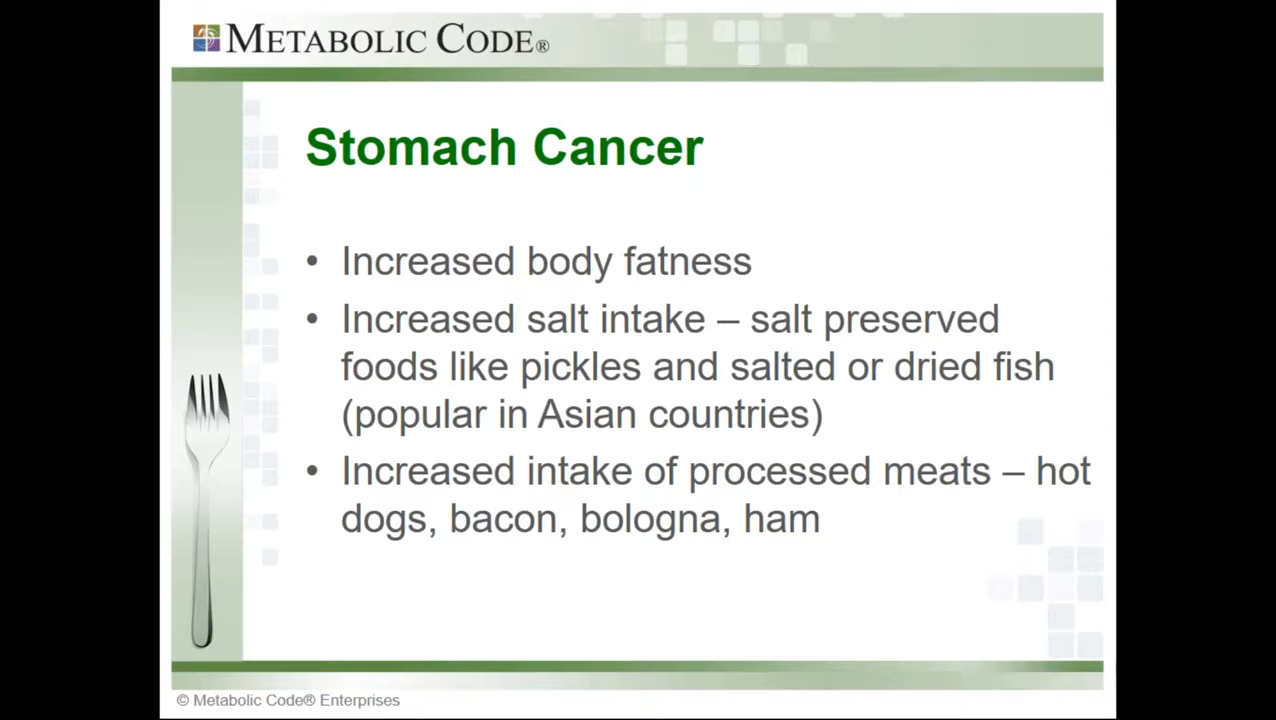 METABOLIC CODE®
Stomach Cancer
• Increased body fatness
• Increased salt intake – salt preserved
foods like pickles and salted or dried fish
(popular in Asian countries)
• Increased intake of processed meats – hot
dogs, bacon, bologna, ham
© Metabolic Code® Enterprises